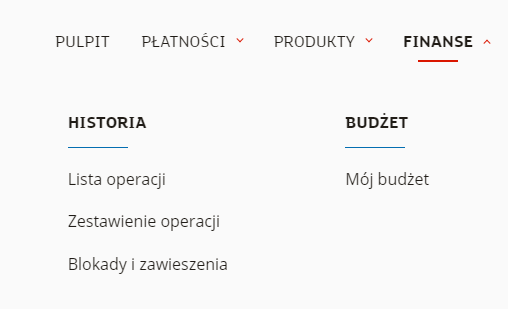 PULPIT PŁATNOŚCI PRODUKTY FINANSE
HISTORIA BUDŻET
Lista operacji Mój budżet
Zestawienie operacji
Blokady i zawieszenia